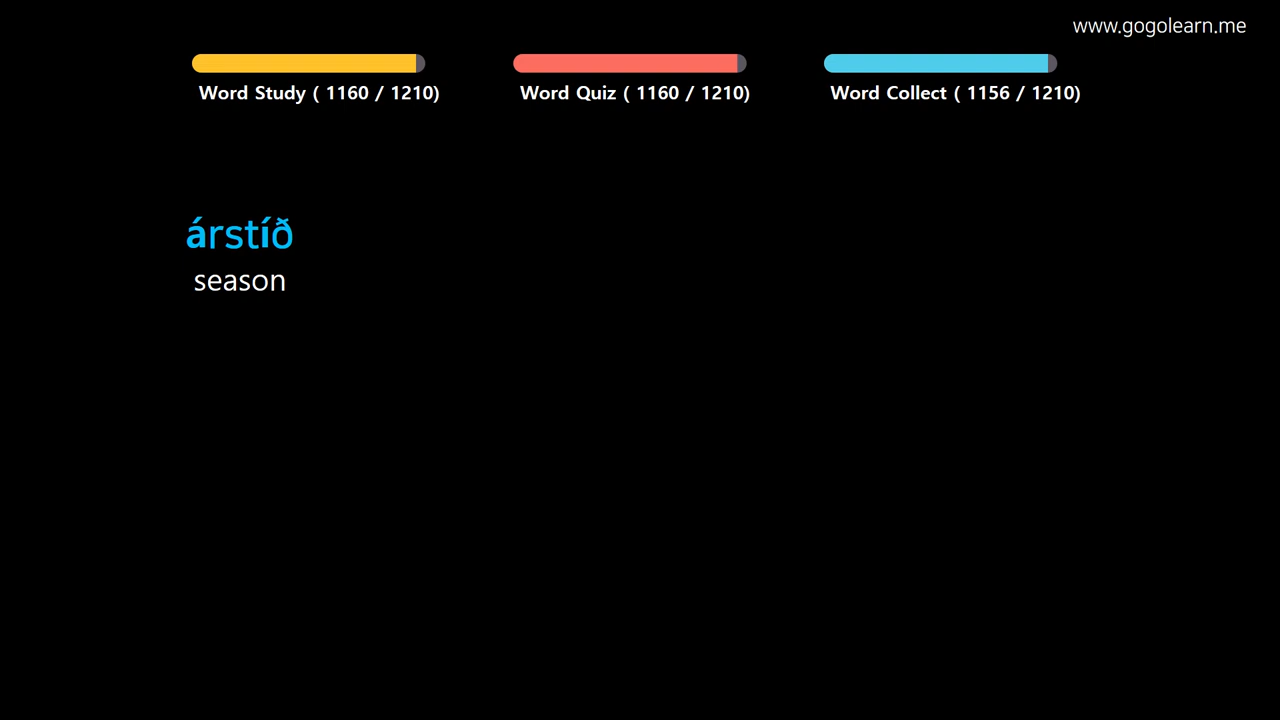 www.gogolearn.me
Word Study ( 1160 / 1210)
Word Quiz ( 1160 / 1210)
Word Collect ( 1156 / 1210)
árstíð
season